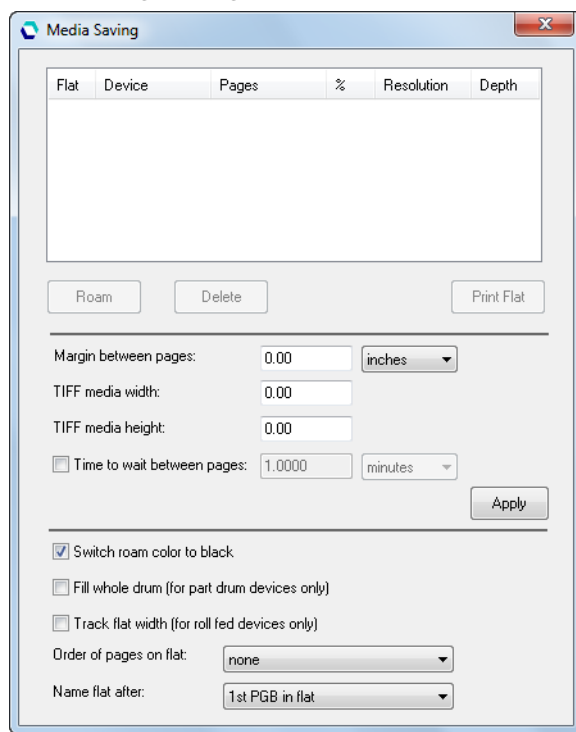 Media Saving
Flat Device Pages % Resolution Depth
Roam Delete Print Flat
Margin between pages: 0.00 inches
TIFF media width: 0.00
TIFF media height: 0.00
Time to wait between pages: 1.0000 minutes
Apply
Switch roam color to black
Fill whole drum (for part drum devices only)
Track flat width (for roll fed devices only)
Order of pages on flat: none
Name flat after: 1st PGB in flat